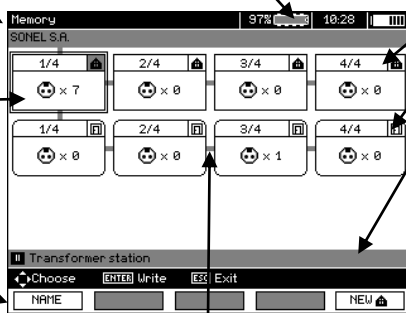 Memory 97% 10:28
SONEL S.A.
1/4 2/4 3/4 4/4
× 7 × 0 × 0 × 0
1/4 2/4 3/4 4/4
× 0 × 0 × 1 × 0
Transformer station
Choose ENTER Write ESC Exit
NAME NEW